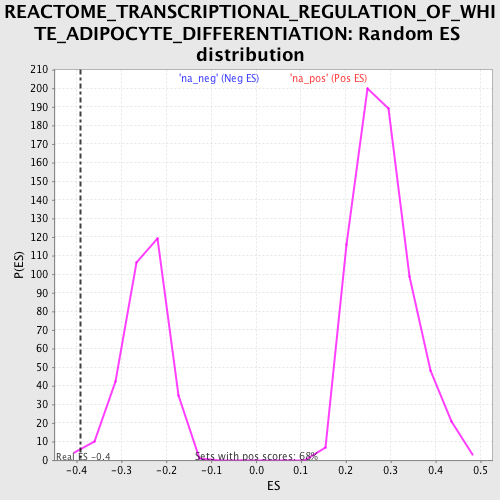 REACTOME_TRANSCRIPTIONAL_REGULATION_OF_WHI
TE_ADIPOCYTE_DIFFERENTIATION: Random ES
distribution
'na_neg' (Neg ES) 'na_pos' (Pos ES)
210
200
190
180
170
160
150
140
130
120
110
100
90
80
70
60
50
40
30
20
10
0
P(ES)
Real ES -0.4
Sets with pos scores: 68%
-0.4 -0.3 -0.2 -0.1 0.0 0.1 0.2 0.3 0.4 0.5
ES